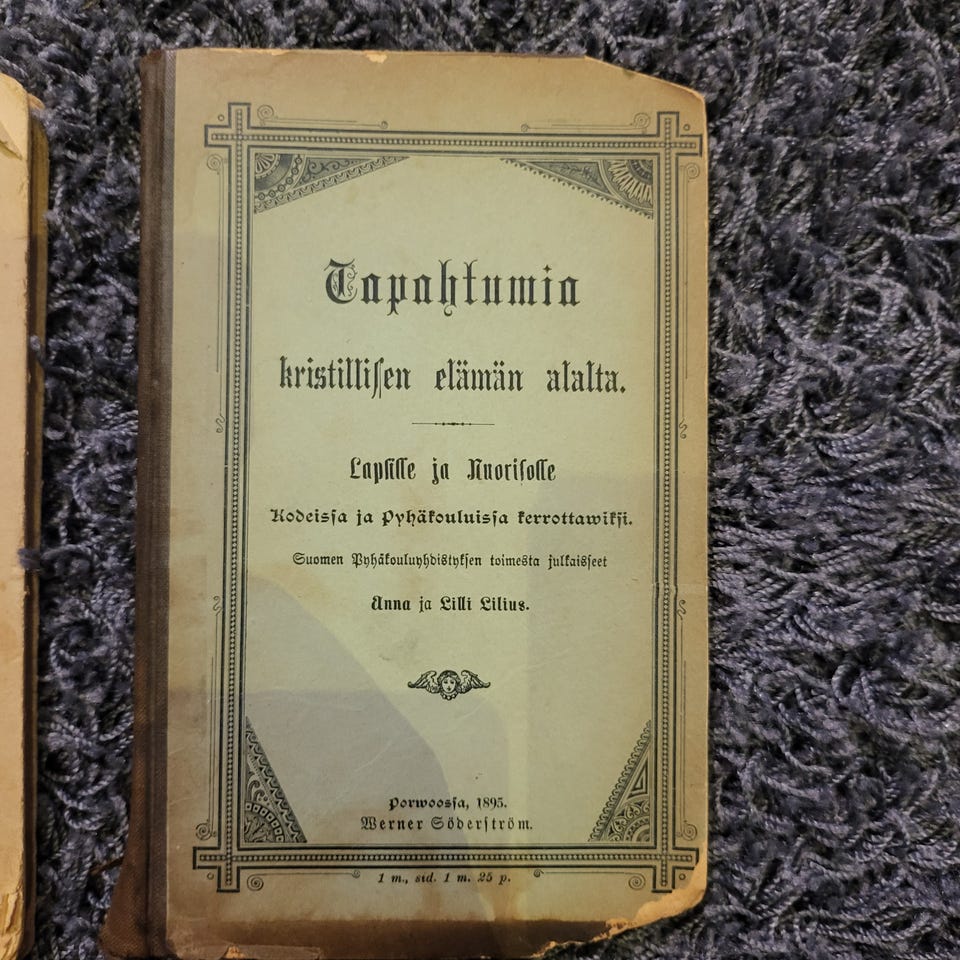 Tapahtumia
kristillisen elämän alalta.
Lapsille ja Nuorisolle
Kodeissa ja Pyhäkouluissa kerrottawiksi.
Suomen Pyhäkouluyhdistyksen toimesta julkaisseet
Anna ja Lilli Lilius.
Porwoossa, 1895.
Werner Söderström.
1 m., sid. 1 m. 25 p.